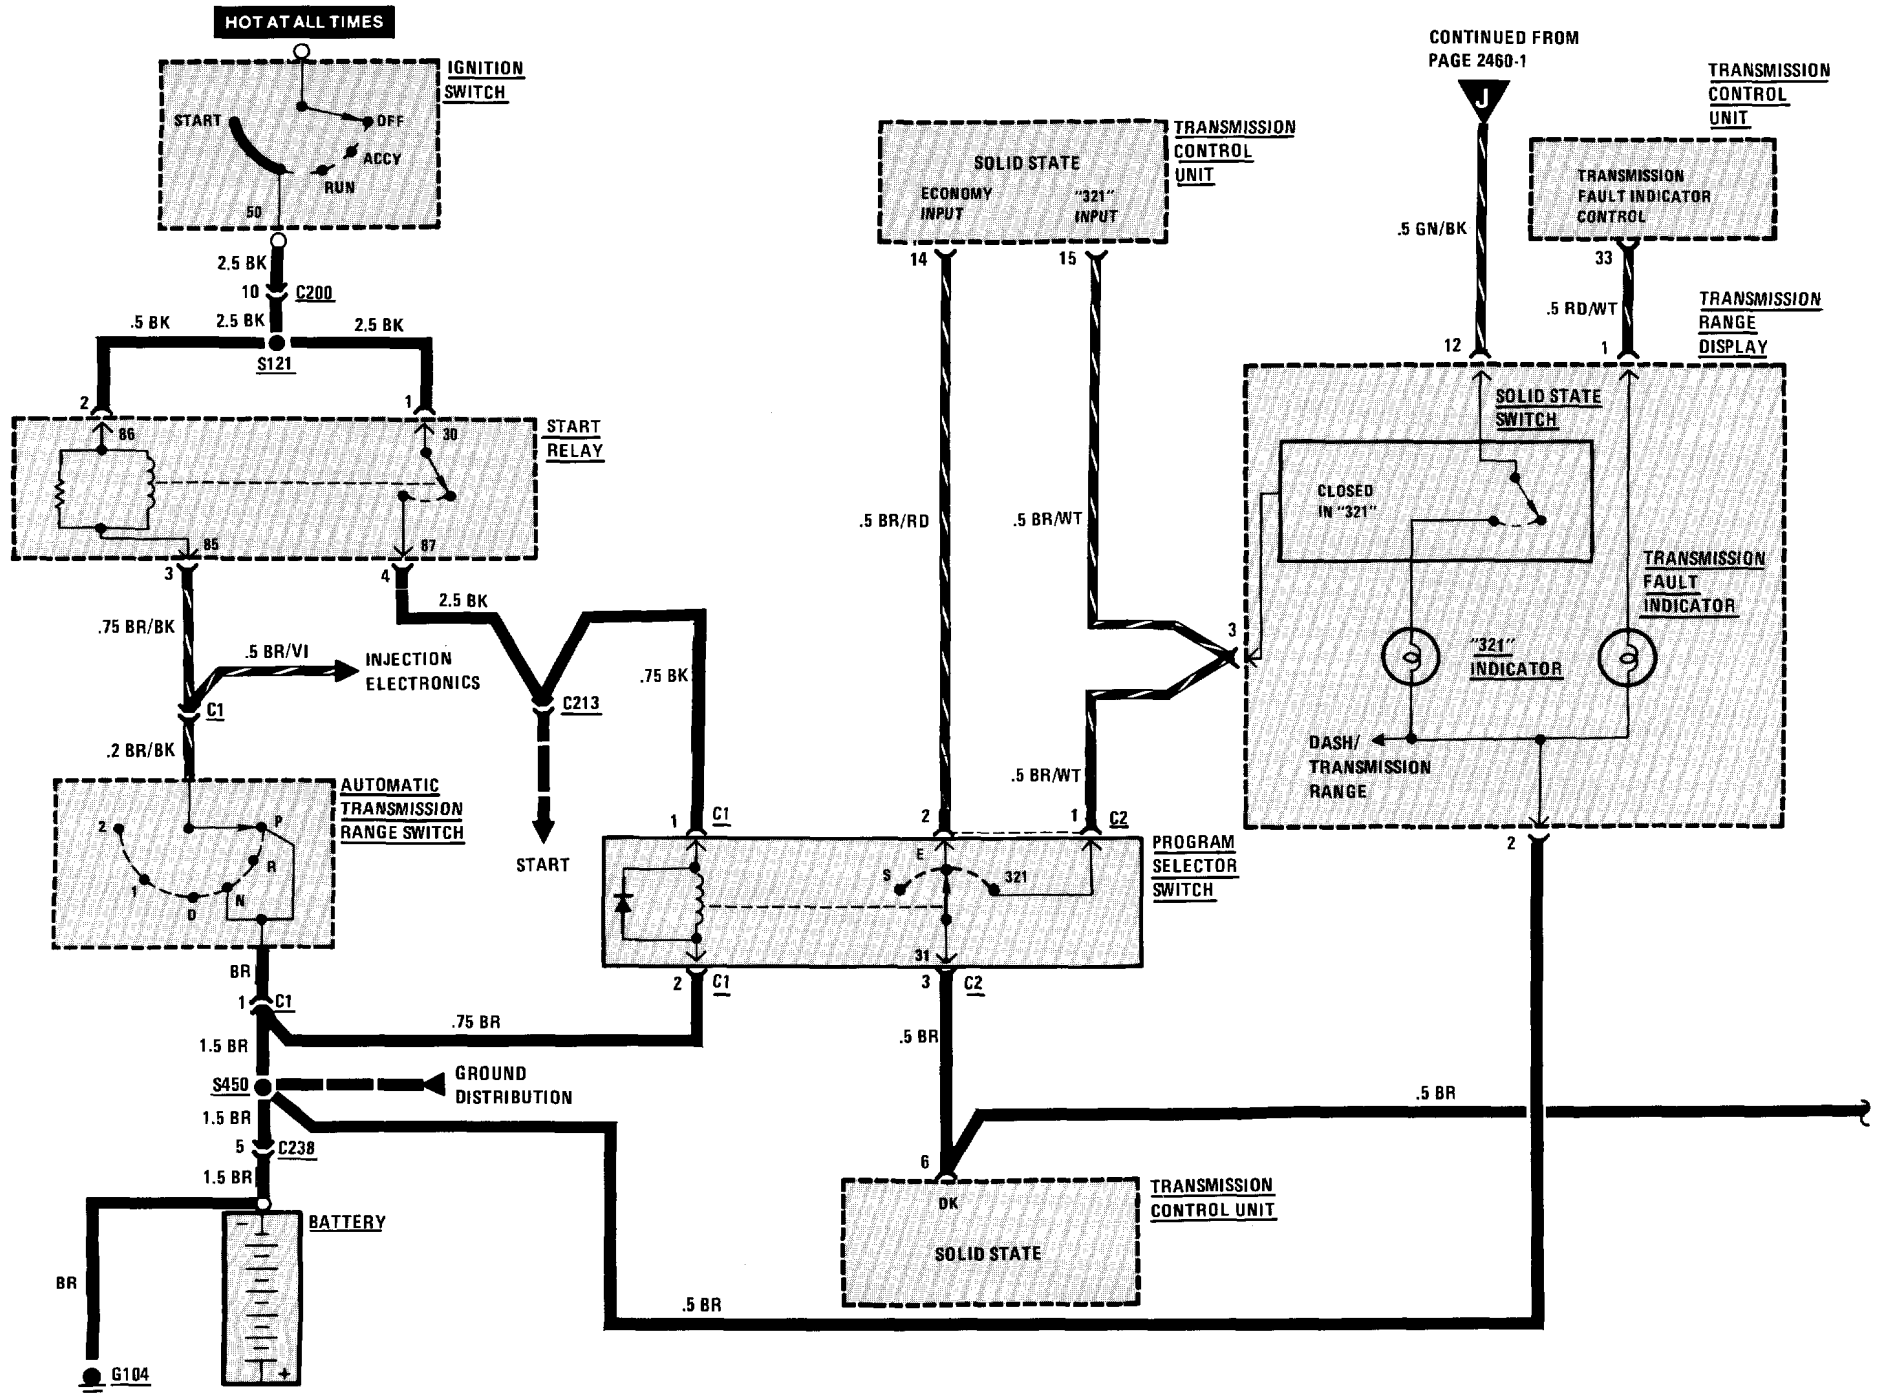 HOT AT ALL TIMES
IGNITION
SWITCH
START
OFF
ACCY
RUN
50
2.5 BK
10
C200
.5 BK
2.5 BK
2.5 BK
S121
2
1
START
RELAY
86
30
85
87
3
4
.75 BR/BK
2.5 BK
.5 BR/VI
INJECTION
ELECTRONICS
C1
.2 BR/BK
C213
.75 BK
START
AUTOMATIC
TRANSMISSION
RANGE SWITCH
2
P
R
1
D
N
BR
1
C1
.75 BR
1.5 BR
S450
GROUND
DISTRIBUTION
1.5 BR
5
C238
1.5 BR
BATTERY
-
+
BR
G104
TRANSMISSION
CONTROL
UNIT
SOLID STATE
ECONOMY
INPUT
"321"
INPUT
14
15
.5 BR/RD
.5 BR/WT
.5 BR/WT
3
1
C1
2
1
C2
PROGRAM
SELECTOR
SWITCH
E
S
321
31
2
C1
3
C2
.5 BR
.5 BR
6
DK
SOLID STATE
TRANSMISSION
CONTROL UNIT
.5 BR
CONTINUED FROM
PAGE 2460-1
J
TRANSMISSION
CONTROL
UNIT
TRANSMISSION
FAULT INDICATOR
CONTROL
.5 GN/BK
33
.5 RD/WT
TRANSMISSION
RANGE
DISPLAY
12
1
SOLID STATE
SWITCH
CLOSED
IN "321"
TRANSMISSION
FAULT
INDICATOR
"321"
INDICATOR
DASH/
TRANSMISSION
RANGE
2